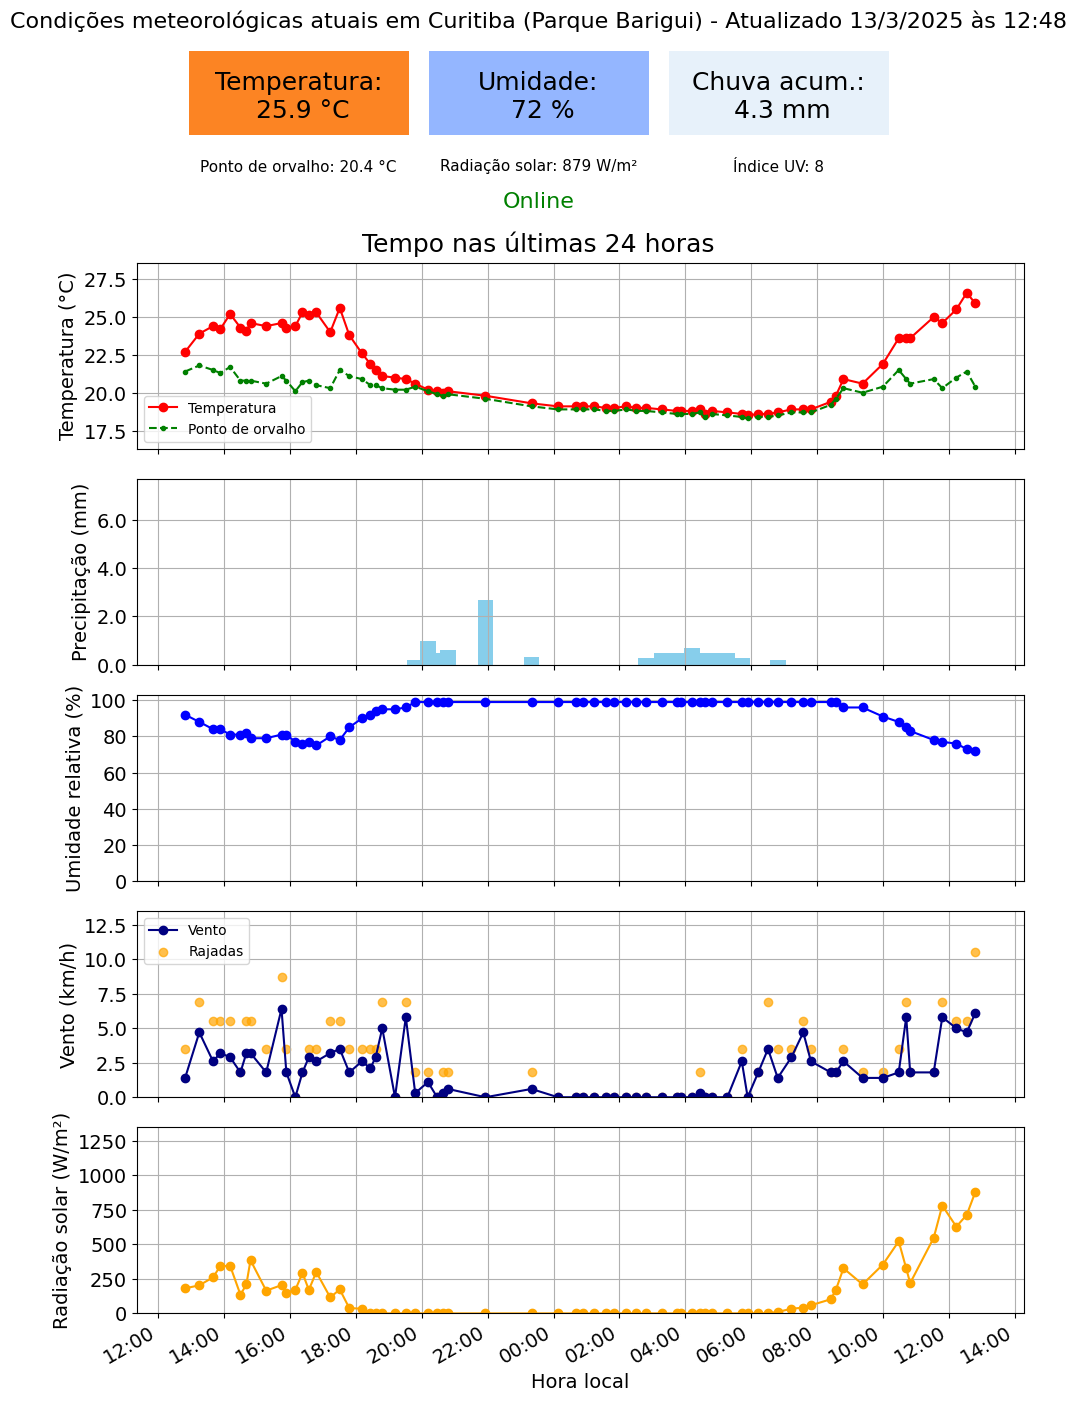 Condições meteorológicas atuais em Curitiba (Parque Barigui) - Atualizado 13/3/2025 às 12:48
Temperatura:
25.9 °C
Umidade:
72 %
Chuva acum.:
4.3 mm
Ponto de orvalho: 20.4 °C
Radiação solar: 879 W/m²
Índice UV: 8
Online
Tempo nas últimas 24 horas
Temperatura (°C)
27.5
25.0
22.5
20.0
17.5
Temperatura
Ponto de orvalho
Precipitação (mm)
6.0
4.0
2.0
0.0
Umidade relativa (%)
100
80
60
40
20
0
Vento (km/h)
12.5
10.0
7.5
5.0
2.5
0.0
Vento
Rajadas
Radiação solar (W/m²)
1250
1000
750
500
250
0
12:00
14:00
16:00
18:00
20:00
22:00
00:00
02:00
04:00
06:00
08:00
10:00
12:00
14:00
Hora local